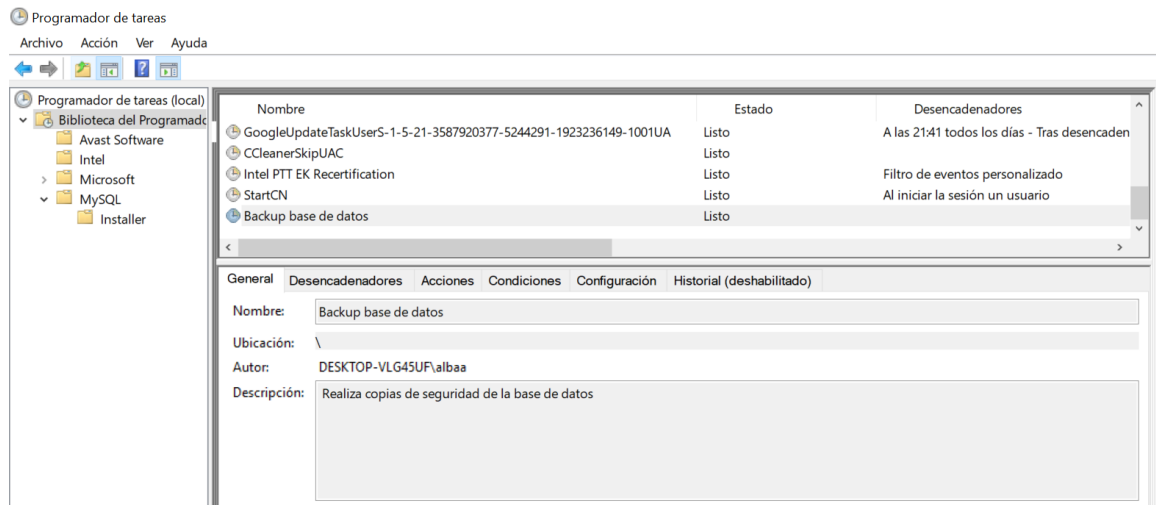 Programador de tareas
Archivo Acción Ver Ayuda
Programador de tareas (local)
Biblioteca del Programado
Avast Software
Intel
Microsoft
MySQL
Installer
Nombre Estado Desencadenadores
GoogleUpdateTaskUserS-1-5-21-3587920377-5244291-1923236149-1001UA Listo A las 21:41 todos los días - Tras desencaden
CCleanerSkipUAC Listo
Intel PTT EK Recertification Listo Filtro de eventos personalizado
StartCN Listo Al iniciar la sesión un usuario
Backup base de datos Listo
General Desencadenadores Acciones Condiciones Configuración Historial (deshabilitado)
Nombre: Backup base de datos
Ubicación: \
Autor: DESKTOP-VLG45UF\albaa
Descripción: Realiza copias de seguridad de la base de datos